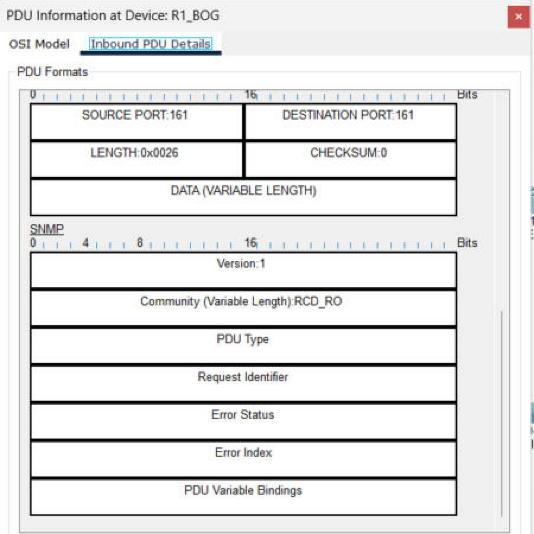 PDU Information at Device: R1_BOG
OSI Model Inbound PDU Details
PDU Formats
0 16 Bits
SOURCE PORT:161 DESTINATION PORT:161
LENGTH:0x0026 CHECKSUM:0
DATA (VARIABLE LENGTH)
SNMP
0 4 8 16 Bits
Version:1
Community (Variable Length):RCD_RO
PDU Type
Request Identifier
Error Status
Error Index
PDU Variable Bindings